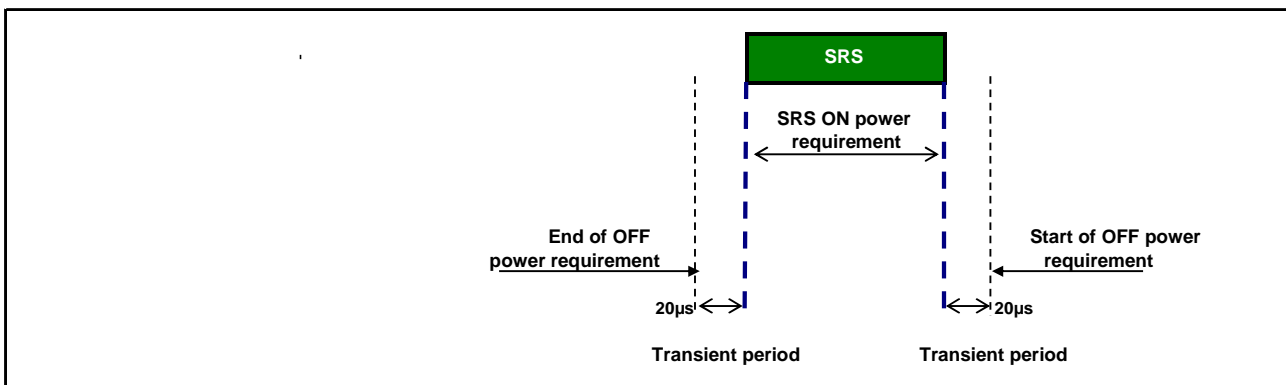 SRS
SRS ON power
requirement
End of OFF
power requirement
Start of OFF power
requirement
20µs
20µs
Transient period
Transient period